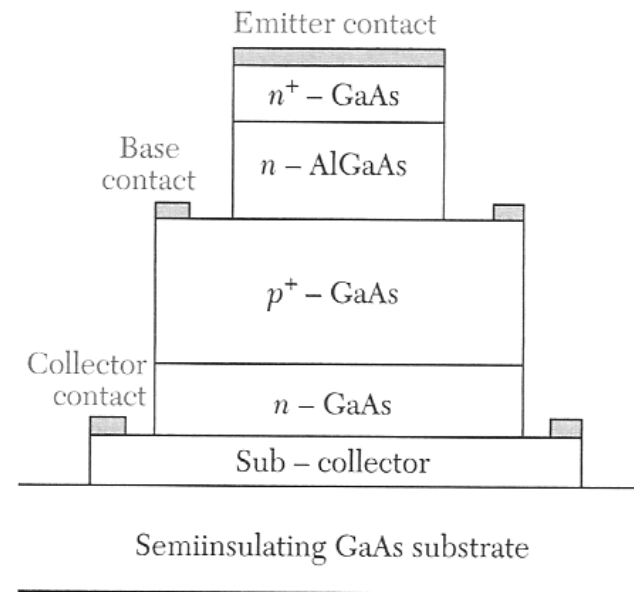 Emitter contact
n⁺ – GaAs
Base
contact
n – AlGaAs
p⁺ – GaAs
Collector
contact
n – GaAs
Sub – collector
Semiinsulating GaAs substrate